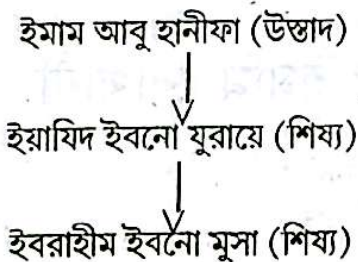 ইমাম আবু হানীফা (উস্তাদ)
ইয়াযিদ ইবনো যুরায়ে (শিষ্য)
ইবরাহীম ইবনো মুসা (শিষ্য)